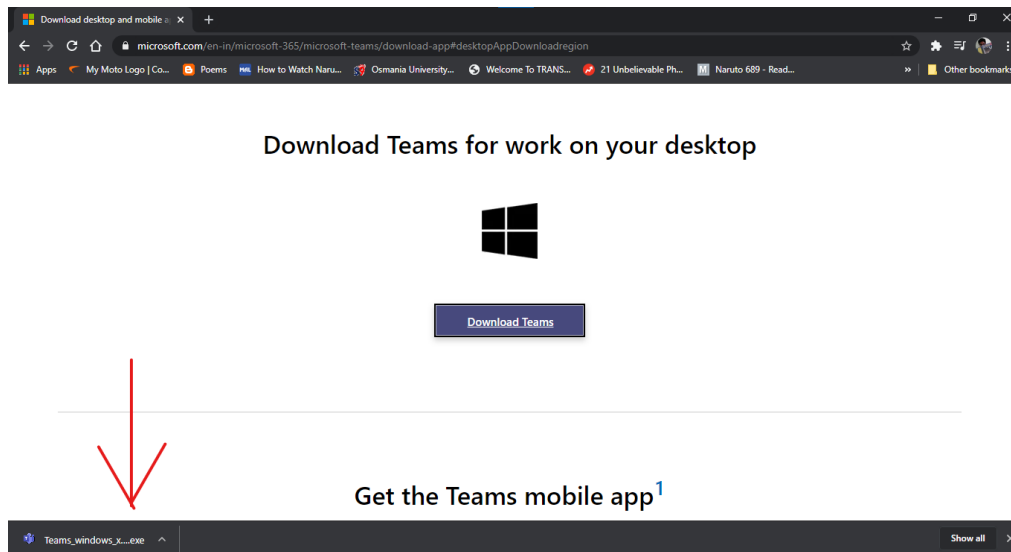 Download desktop and mobile a
microsoft.com/en-in/microsoft-365/microsoft-teams/download-app#desktopAppDownloadregion
Apps My Moto Logo | Co... Poems How to Watch Naru... Osmania University... Welcome To TRANS... 21 Unbelievable Ph... Naruto 689 - Read... » Other bookmarks
Download Teams for work on your desktop
Download Teams
Get the Teams mobile app1
Teams_windows_x....exe Show all